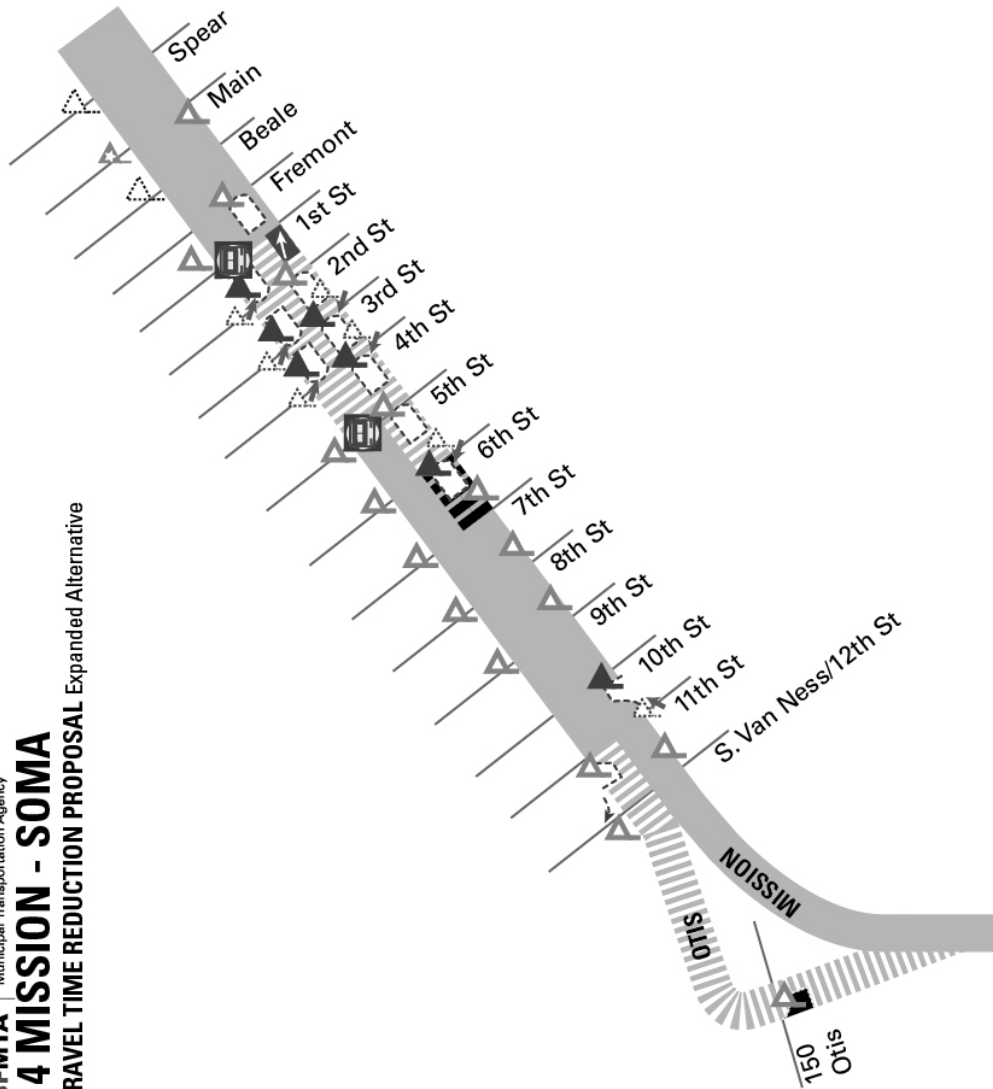 Municipal Transportation Agency
4 MISSION - SOMA
RAVEL TIME REDUCTION PROPOSAL Expanded Alternative
Spear
Main
Beale
Fremont
1st St
2nd St
3rd St
4th St
5th St
6th St
7th St
8th St
9th St
10th St
11th St
S. Van Ness/12th St
MISSION
OTIS
150
Otis